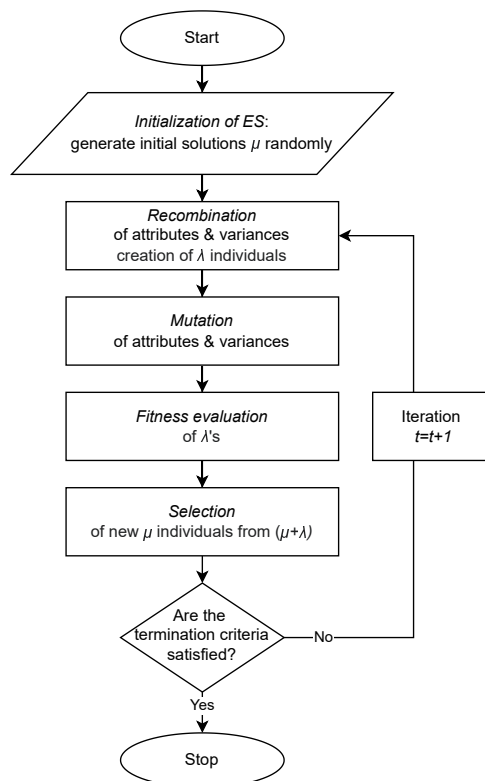 Start
Initialization of ES:
generate initial solutions μ randomly
Recombination
of attributes & variances
creation of λ individuals
Mutation
of attributes & variances
Fitness evaluation
of λ's
Iteration
t=t+1
Selection
of new μ individuals from (μ+λ)
Are the
termination criteria
satisfied?
No
Yes
Stop